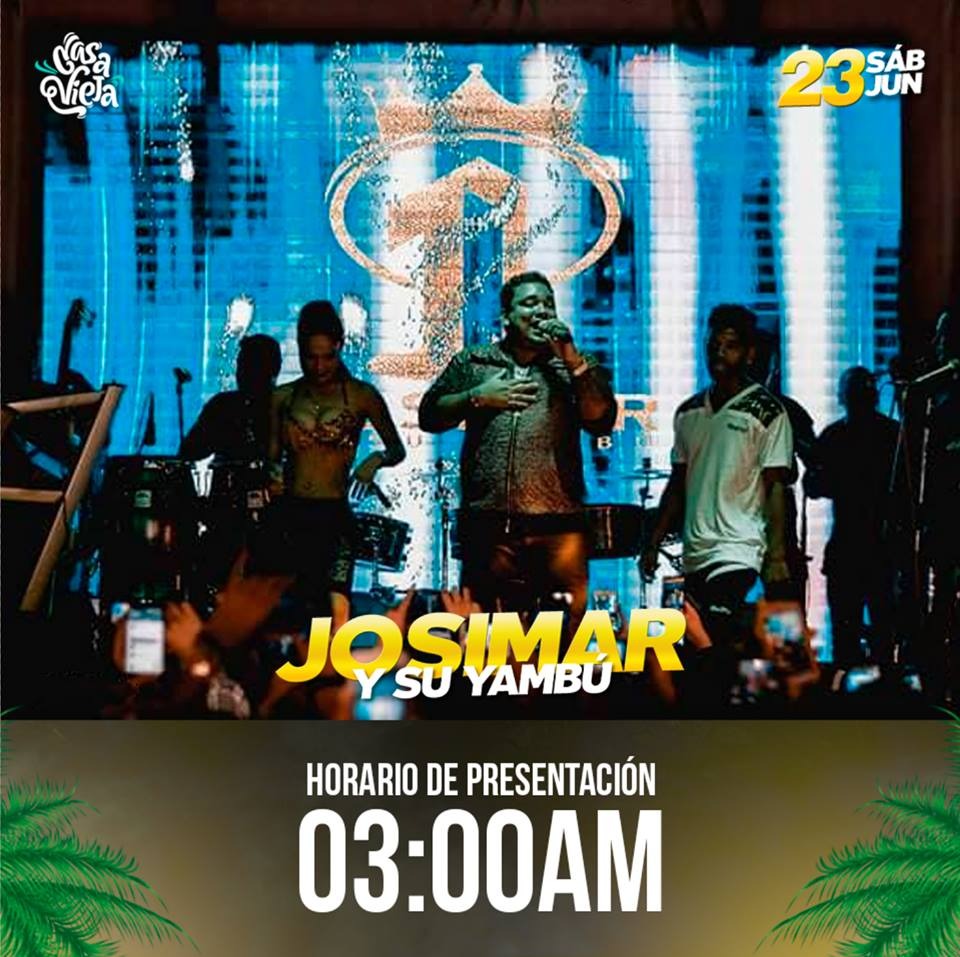 Casa
Vieja
23 SÁB
JUN
JOSIMAR
Y SU YAMBÚ
HORARIO DE PRESENTACIÓN
03:00AM